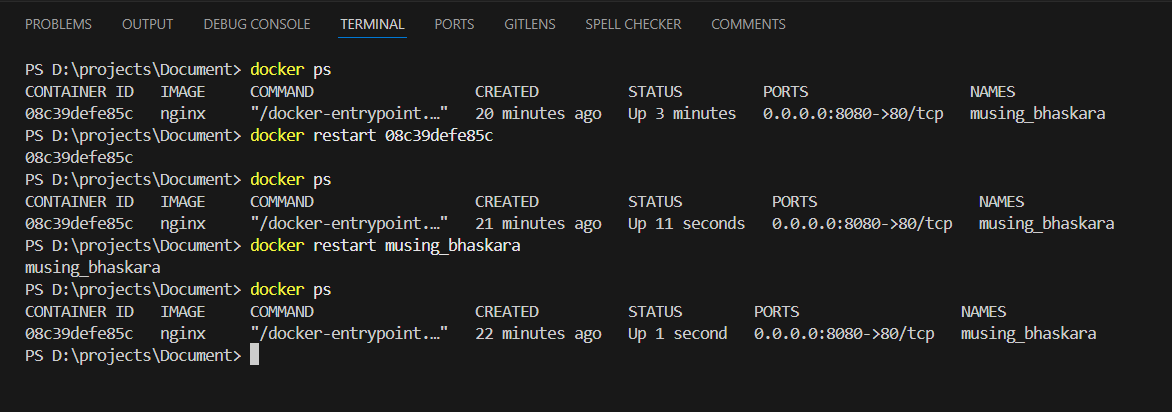 PROBLEMS OUTPUT DEBUG CONSOLE TERMINAL PORTS GITLENS SPELL CHECKER COMMENTS
PS D:\projects\Document> docker ps
CONTAINER ID IMAGE COMMAND CREATED STATUS PORTS NAMES
08c39defe85c nginx "/docker-entrypoint.…" 20 minutes ago Up 3 minutes 0.0.0.0:8080->80/tcp musing_bhaskara
PS D:\projects\Document> docker restart 08c39defe85c
08c39defe85c
PS D:\projects\Document> docker ps
CONTAINER ID IMAGE COMMAND CREATED STATUS PORTS NAMES
08c39defe85c nginx "/docker-entrypoint.…" 21 minutes ago Up 11 seconds 0.0.0.0:8080->80/tcp musing_bhaskara
PS D:\projects\Document> docker restart musing_bhaskara
musing_bhaskara
PS D:\projects\Document> docker ps
CONTAINER ID IMAGE COMMAND CREATED STATUS PORTS NAMES
08c39defe85c nginx "/docker-entrypoint.…" 22 minutes ago Up 1 second 0.0.0.0:8080->80/tcp musing_bhaskara
PS D:\projects\Document>